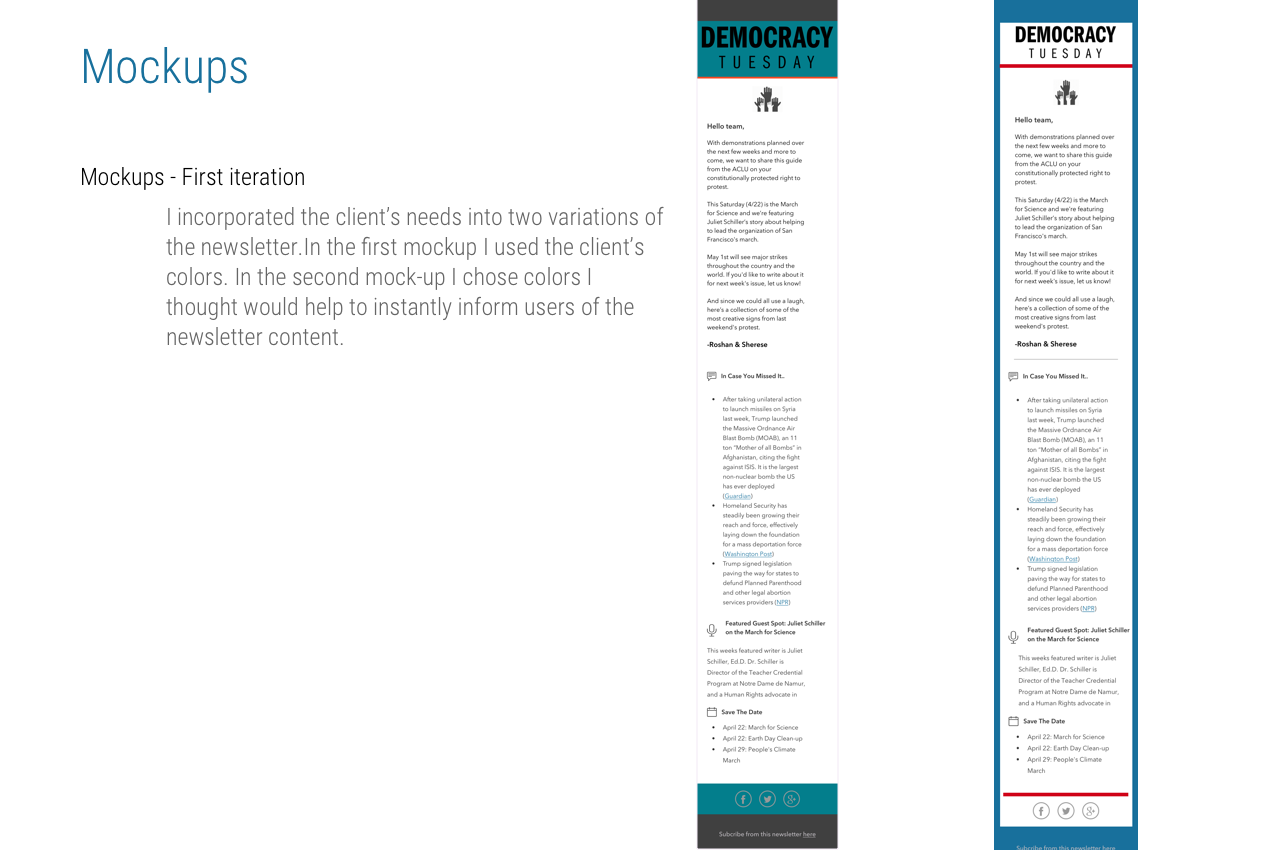 Mockups
Mockups - First iteration
I incorporated the client's needs into two variations of
the newsletter.In the first mockup I used the client's
colors. In the second mock-up I chose colors I
thought would help to instantly inform users of the
newsletter content.
DEMOCRACY
TUESDAY
Hello team,
With demonstrations planned over
the next few weeks and more to
come, we want to share this guide
from the ACLU on your
constitutionally protected right to
protest.
This Saturday (4/22) is the March
for Science and we're featuring
Juliet Schiller's story about helping
to lead the organization of San
Francisco's march.
May 1st will see major strikes
throughout the country and the
world. If you'd like to write about it
for next week's issue, let us know!
And since we could all use a laugh,
here's a collection of some of the
most creative signs from last
weekend's protest.
-Roshan & Sherese
In Case You Missed It..
• After taking unilateral action
to launch missiles on Syria
last week, Trump launched
the Massive Ordnance Air
Blast Bomb (MOAB), an 11
ton "Mother of all Bombs" in
Afghanistan, citing the fight
against ISIS. It is the largest
non-nuclear bomb the US
has ever deployed
(Guardian)
• Homeland Security has
steadily been growing their
reach and force, effectively
laying down the foundation
for a mass deportation force
(Washington Post)
• Trump signed legislation
paving the way for states to
defund Planned Parenthood
and other legal abortion
services providers (NPR)
Featured Guest Spot: Juliet Schiller
on the March for Science
This weeks featured writer is Juliet
Schiller, Ed.D. Dr. Schiller is
Director of the Teacher Credential
Program at Notre Dame de Namur,
and a Human Rights advocate in
Save The Date
• April 22: March for Science
• April 22: Earth Day Clean-up
• April 29: People's Climate
March
Subcribe from this newsletter here
DEMOCRACY
TUESDAY
Hello team,
With demonstrations planned over
the next few weeks and more to
come, we want to share this guide
from the ACLU on your
constitutionally protected right to
protest.
This Saturday (4/22) is the March
for Science and we're featuring
Juliet Schiller's story about helping
to lead the organization of San
Francisco's march.
May 1st will see major strikes
throughout the country and the
world. If you'd like to write about it
for next week's issue, let us know!
And since we could all use a laugh,
here's a collection of some of the
most creative signs from last
weekend's protest.
-Roshan & Sherese
In Case You Missed It..
• After taking unilateral action
to launch missiles on Syria
last week, Trump launched
the Massive Ordnance Air
Blast Bomb (MOAB), an 11
ton "Mother of all Bombs" in
Afghanistan, citing the fight
against ISIS. It is the largest
non-nuclear bomb the US
has ever deployed
(Guardian)
• Homeland Security has
steadily been growing their
reach and force, effectively
laying down the foundation
for a mass deportation force
(Washington Post)
• Trump signed legislation
paving the way for states to
defund Planned Parenthood
and other legal abortion
services providers (NPR)
Featured Guest Spot: Juliet Schiller
on the March for Science
This weeks featured writer is Juliet
Schiller, Ed.D. Dr. Schiller is
Director of the Teacher Credential
Program at Notre Dame de Namur,
and a Human Rights advocate in
Save The Date
• April 22: March for Science
• April 22: Earth Day Clean-up
• April 29: People's Climate
March
Subcribe from this newsletter here